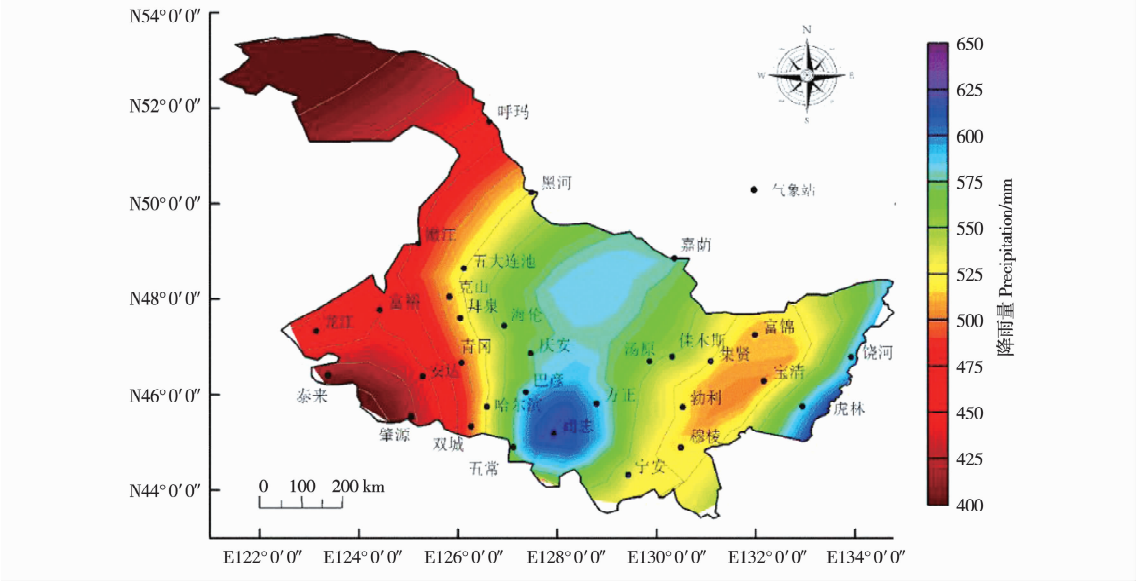 N54°0′0″
N52°0′0″
N50°0′0″
N48°0′0″
N46°0′0″
N44°0′0″
E122°0′0″
E124°0′0″
E126°0′0″
E128°0′0″
E130°0′0″
E132°0′0″
E134°0′0″
N
W
E
S
气象站
呼玛
黑河
嫩江
五大连池
嘉荫
克山
拜泉
富裕
海伦
龙江
青冈
庆安
汤原
佳木斯
集贤
富锦
饶河
泰来
安达
巴彦
方正
宝清
哈尔滨
勃利
虎林
肇源
双城
尚志
穆棱
五常
宁安
0 100 200 km
650
625
600
575
550
525
500
475
450
425
400
降雨量 Precipitation/mm